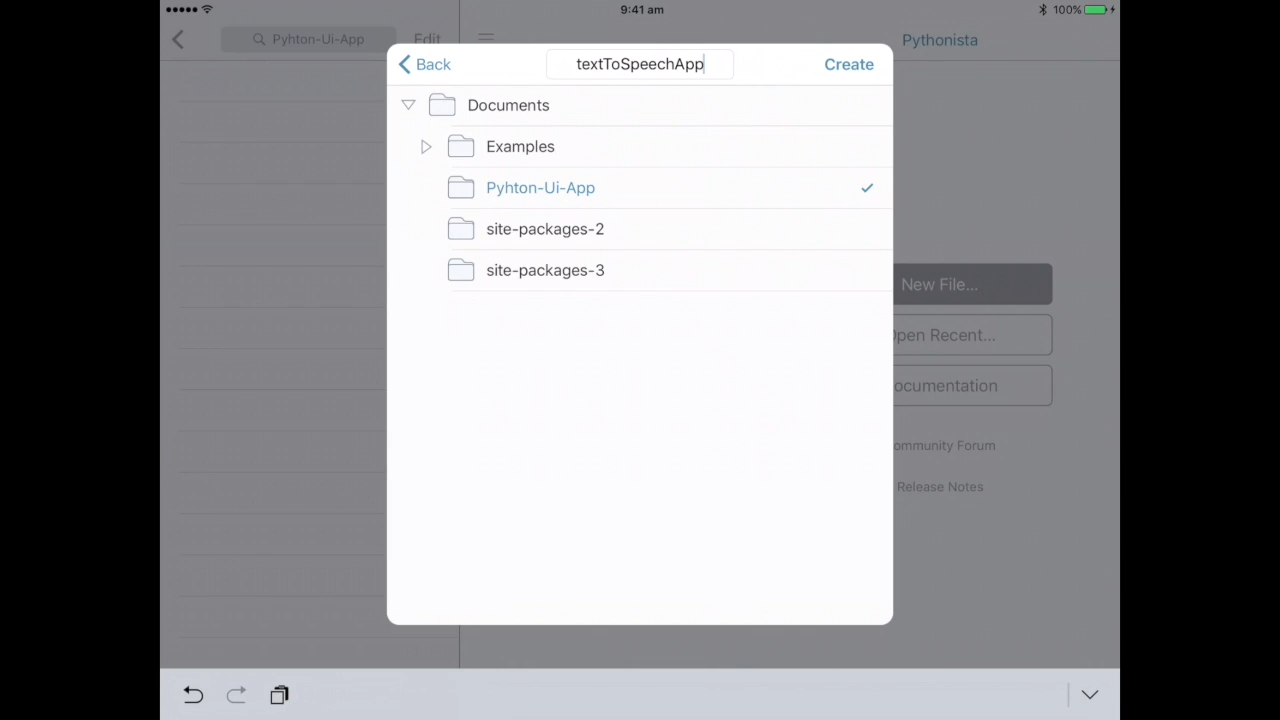 9:41 am
100%
Pyhton-Ui-App
Edit
Pythonista
Back
textToSpeechApp
Create
Documents
Examples
Pyhton-Ui-App
site-packages-2
site-packages-3
New File...
pen Recent...
ocumentation
ommunity Forum
Release Notes